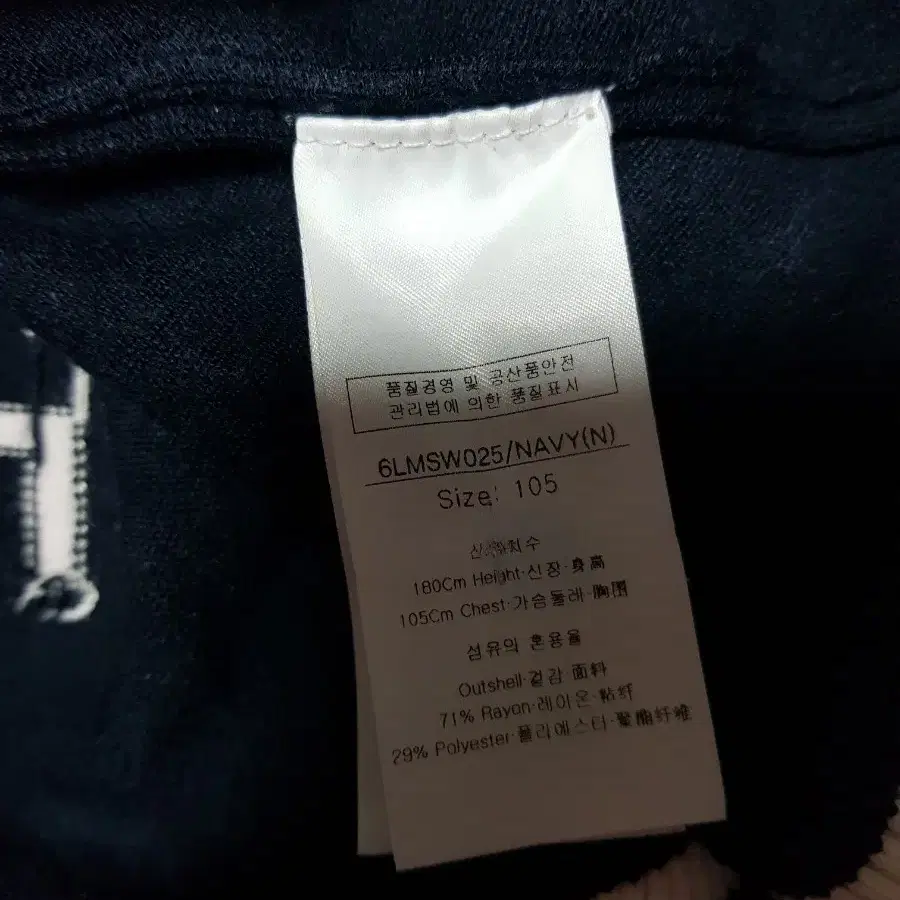 품질경영 및 공산품안전
관리법에 의한 품질표시
6LMSW025/NAVY(N)
Size: 105
신체치수
180Cm Height·신장·身高
105Cm Chest·가슴둘레·胸围
섬유의 혼용율
Outshell·겉감 面料
71% Rayon·레이온·粘纤
29% Polyester·폴리에스터·聚脂纤维